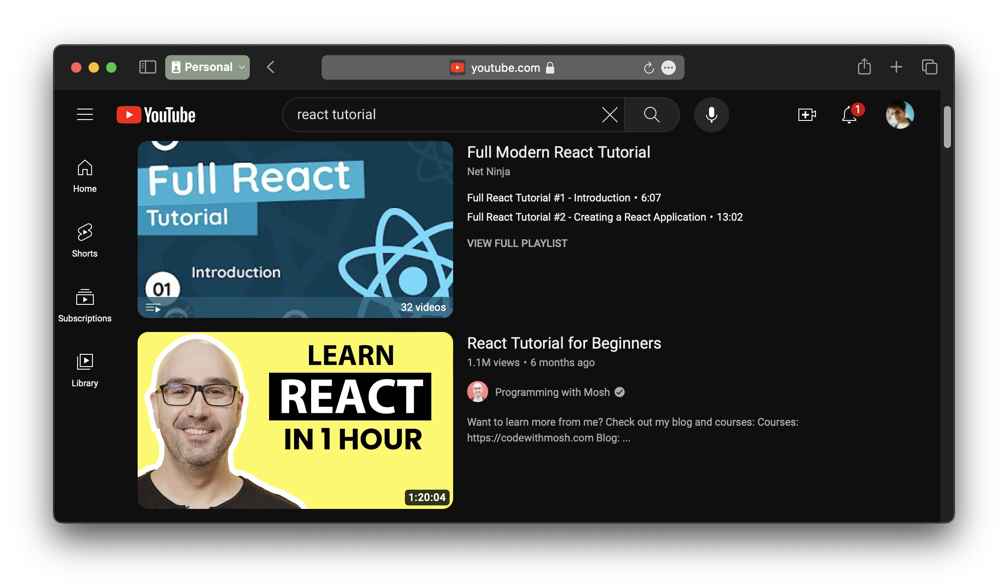 Personal
youtube.com
YouTube
react tutorial
1
Home
Shorts
Subscriptions
Library
Full React
Tutorial
Introduction
01
32 videos
Full Modern React Tutorial
Net Ninja
Full React Tutorial #1 - Introduction • 6:07
Full React Tutorial #2 - Creating a React Application • 13:02
VIEW FULL PLAYLIST
LEARN
REACT
IN 1 HOUR
1:20:04
React Tutorial for Beginners
1.1M views • 6 months ago
Programming with Mosh
Want to learn more from me? Check out my blog and courses: Courses:
https://codewithmosh.com Blog: ...